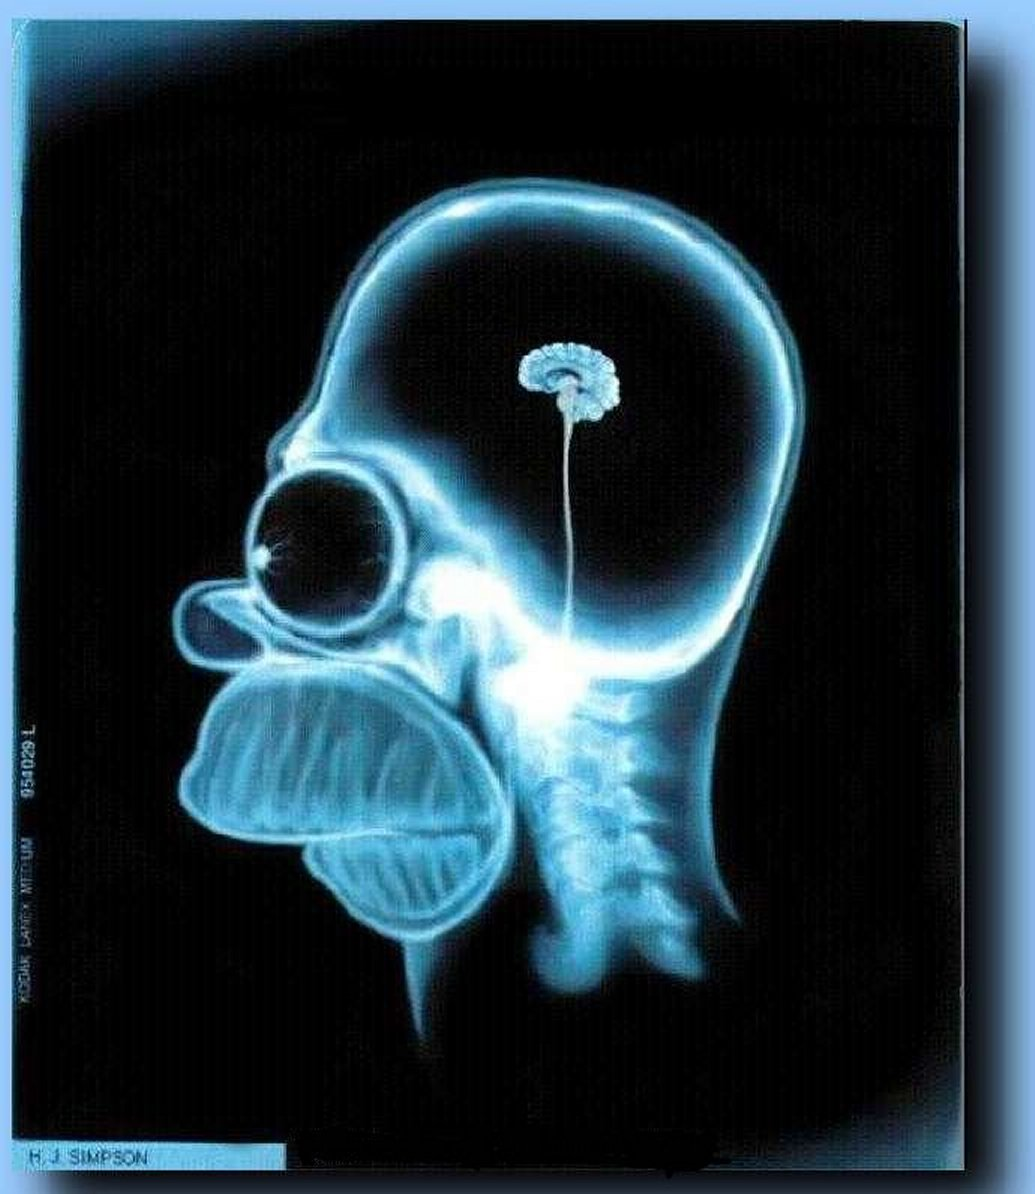 954029 L
KODAK LANEX MEDIUM
H. J. SIMPSON